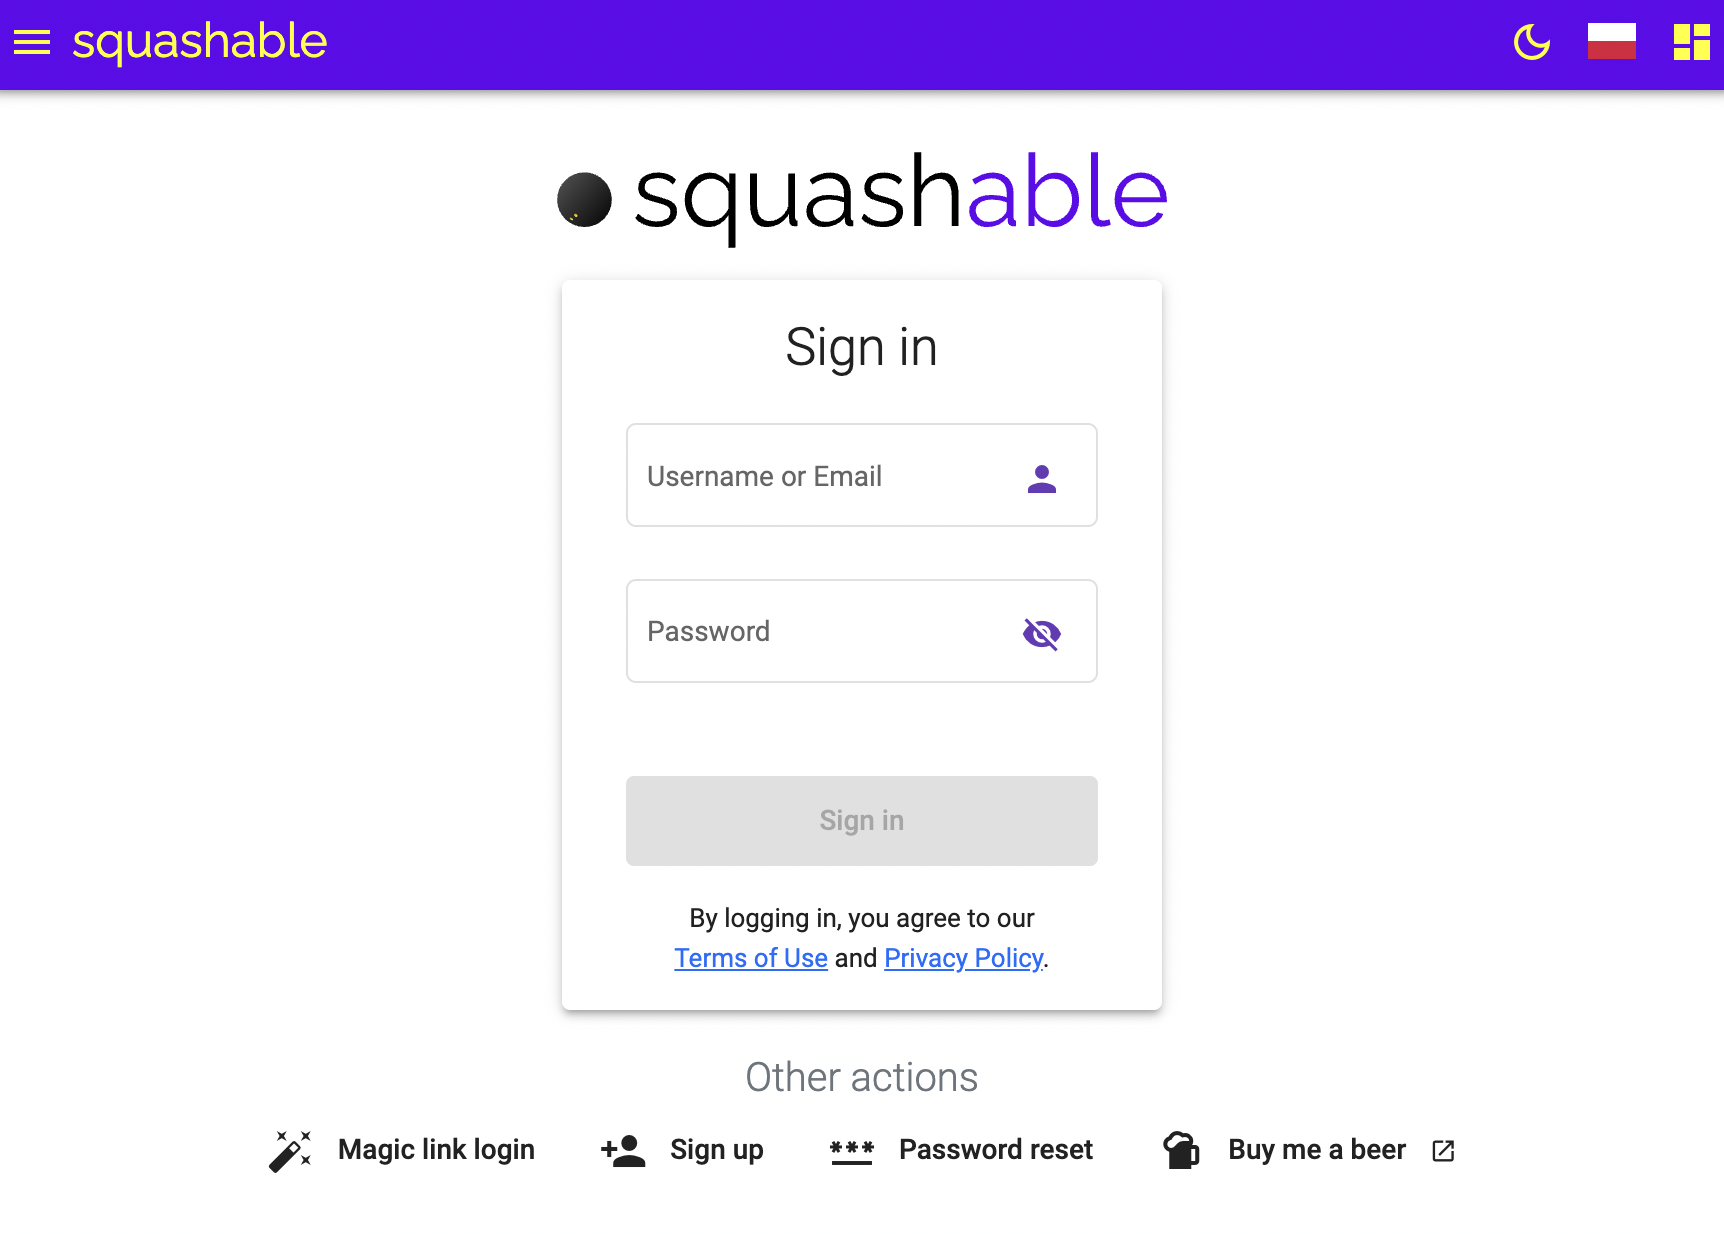 squashable
squashable
Sign in
Username or Email
Password
Sign in
By logging in, you agree to our
Terms of Use and Privacy Policy.
Other actions
Magic link login
Sign up
Password reset
Buy me a beer